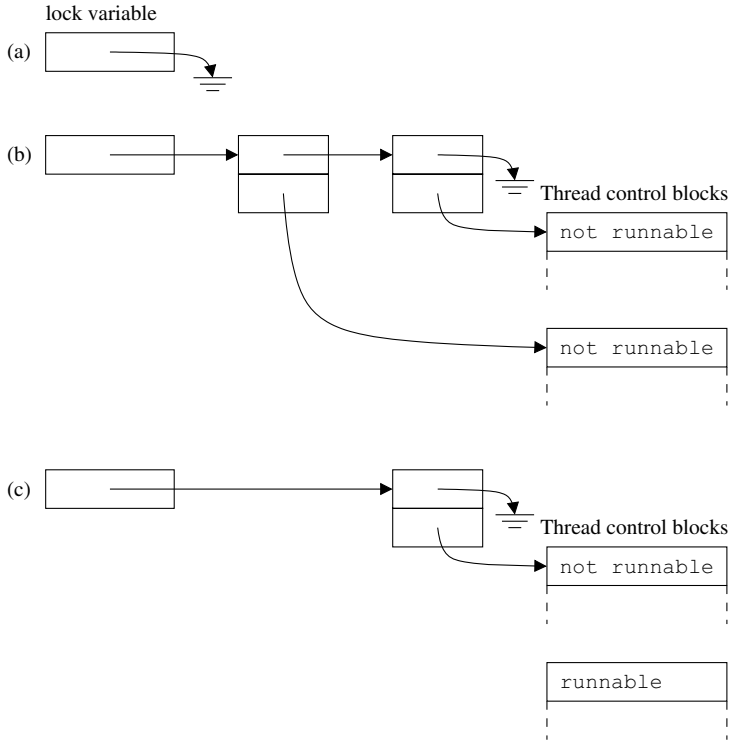 lock variable
(a)
(b)
Thread control blocks
not runnable
not runnable
(c)
Thread control blocks
not runnable
runnable